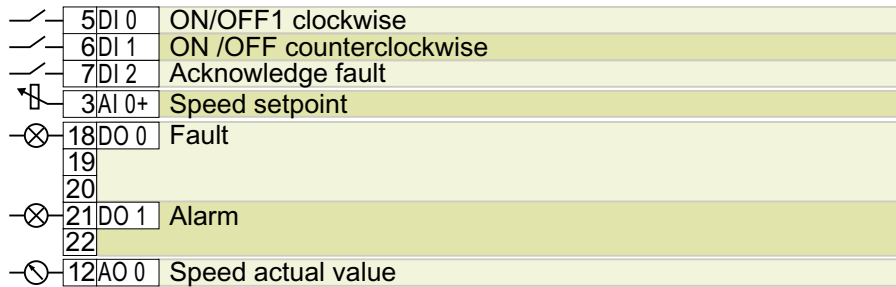 5 DI 0 ON/OFF1 clockwise
6 DI 1 ON /OFF counterclockwise
7 DI 2 Acknowledge fault
3 AI 0+ Speed setpoint
18 DO 0 Fault
19
20
21 DO 1 Alarm
22
12 AO 0 Speed actual value